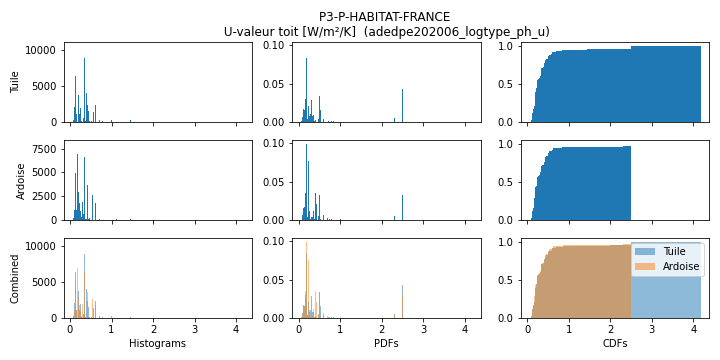 P3-P-HABITAT-FRANCE
U-valeur toit [W/m²/K]  (adedpe202006_logtype_ph_u)
Tuile
10000
5000
0
0.10
0.05
0.00
1.0
0.5
0.0
Ardoise
7500
5000
2500
0
0.10
0.05
0.00
1.0
0.5
0.0
Combined
10000
5000
0
0 1 2 3 4
Histograms
0.10
0.05
0.00
0 1 2 3 4
PDFs
1.0
0.5
0.0
0 1 2 3 4
CDFs
Tuile
Ardoise